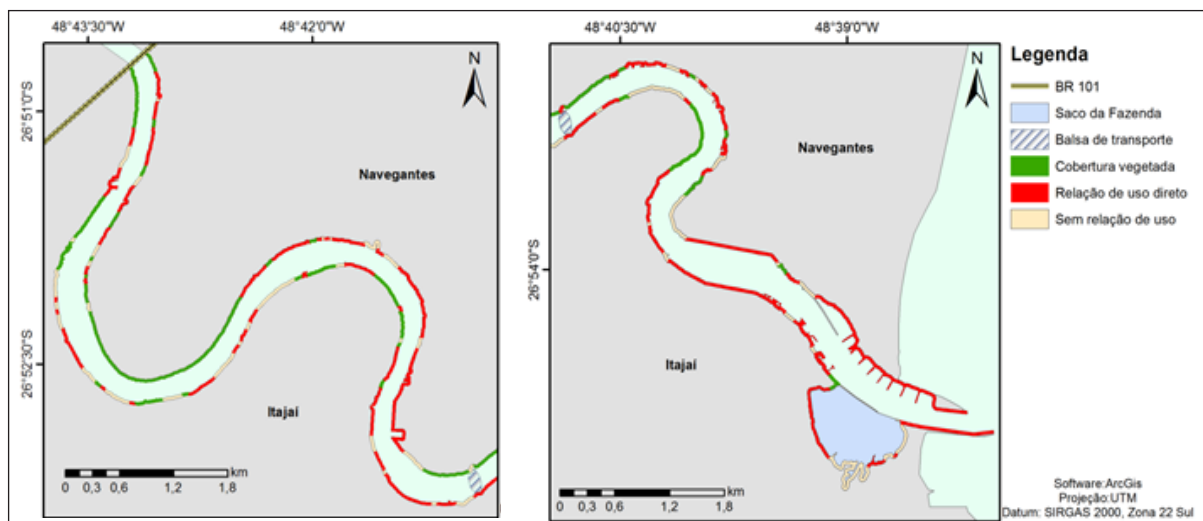 48°43'30"W
48°42'0"W
26°51'0"S
26°52'30"S
N
Navegantes
Itajaí
km
0 0,3 0,6 1,2 1,8
48°40'30"W
48°39'0"W
26°54'0"S
N
Navegantes
Itajaí
km
0 0,3 0,6 1,2 1,8
Legenda
BR 101
Saco da Fazenda
Balsa de transporte
Cobertura vegetada
Relação de uso direto
Sem relação de uso
Software:ArcGis
Projeção:UTM
Datum: SIRGAS 2000, Zona 22 Sul